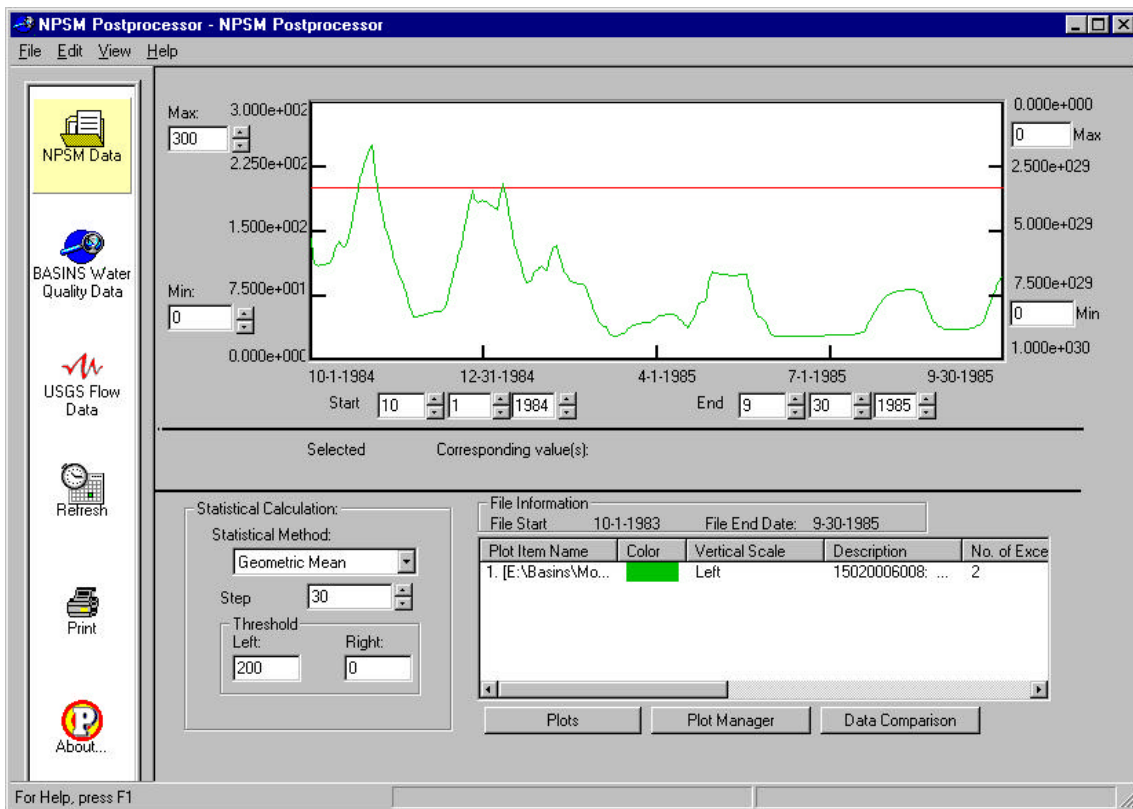 NPSM Postprocessor - NPSM Postprocessor
File Edit View Help
NPSM Data
BASINS Water
Quality Data
USGS Flow
Data
Refresh
Print
About...
Max:
300
Min:
0
3.000e+002
2.250e+002
1.500e+002
7.500e+001
0.000e+000
0.000e+000
0 Max
2.500e+029
5.000e+029
7.500e+029
0 Min
1.000e+030
10-1-1984 12-31-1984 4-1-1985 7-1-1985 9-30-1985
Start 10 1 1984 End 9 30 1985
Selected Corresponding value(s):
Statistical Calculation:
Statistical Method:
Geometric Mean
Step 30
Threshold
Left: Right:
200 0
File Information
File Start 10-1-1983 File End Date: 9-30-1985
Plot Item Name Color Vertical Scale Description No. of Exce
1. [E:\Basins\Mo... Left 15020006008: ... 2
Plots Plot Manager Data Comparison
For Help, press F1